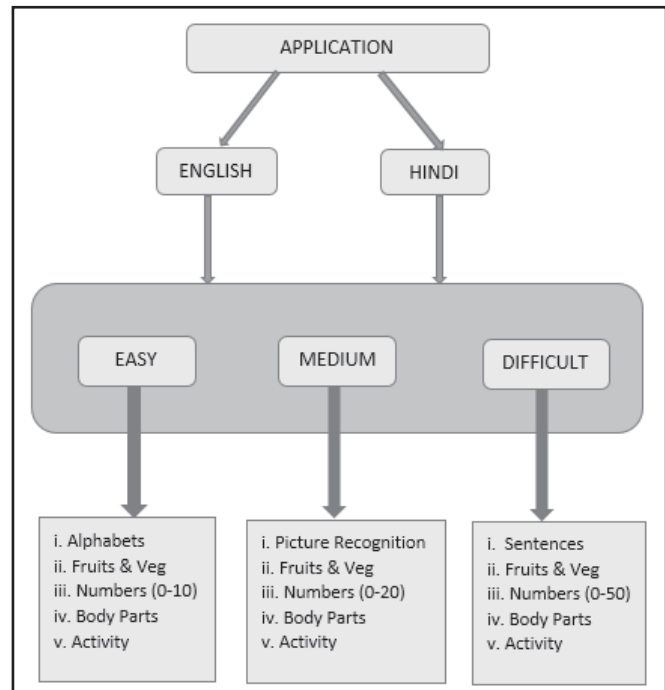 APPLICATION
ENGLISH
HINDI
EASY
MEDIUM
DIFFICULT
i. Alphabets
ii. Fruits & Veg
iii. Numbers (0-10)
iv. Body Parts
v. Activity
i. Picture Recognition
ii. Fruits & Veg
iii. Numbers (0-20)
iv. Body Parts
v. Activity
i. Sentences
ii. Fruits & Veg
iii. Numbers (0-50)
iv. Body Parts
v. Activity